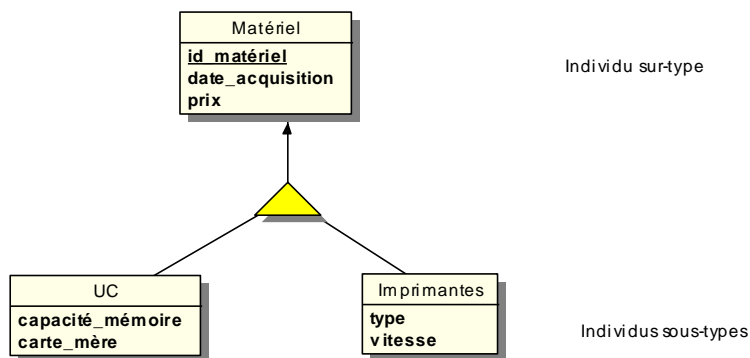 Matériel
id_matériel
date_acquisition
prix
Individu sur-type
UC
capacité_mémoire
carte_mère
Imprimantes
type
vitesse
Individus sous-types